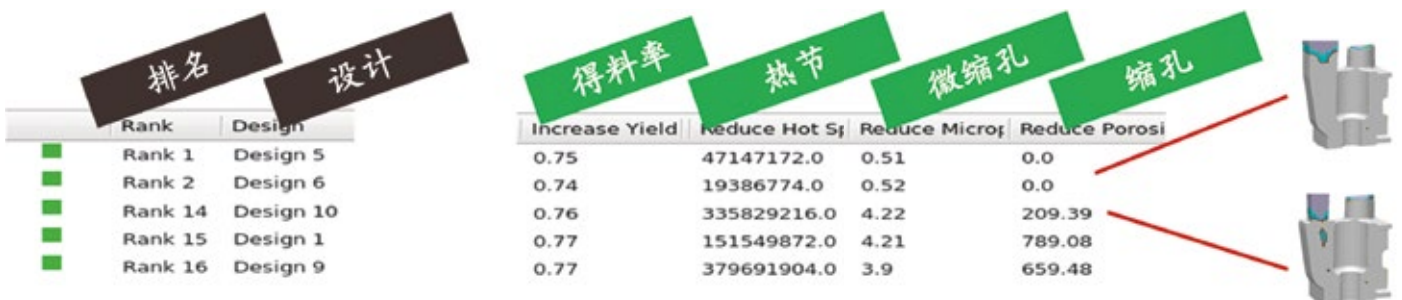 排名 设计 得料率 热节 微缩孔 缩孔
Rank Design Increase Yield Reduce Hot Sp Reduce Microp Reduce Porosi
Rank 1 Design 5 0.75 47147172.0 0.51 0.0
Rank 2 Design 6 0.74 19386774.0 0.52 0.0
Rank 14 Design 10 0.76 335829216.0 4.22 209.39
Rank 15 Design 1 0.77 151549872.0 4.21 789.08
Rank 16 Design 9 0.77 379691904.0 3.9 659.48